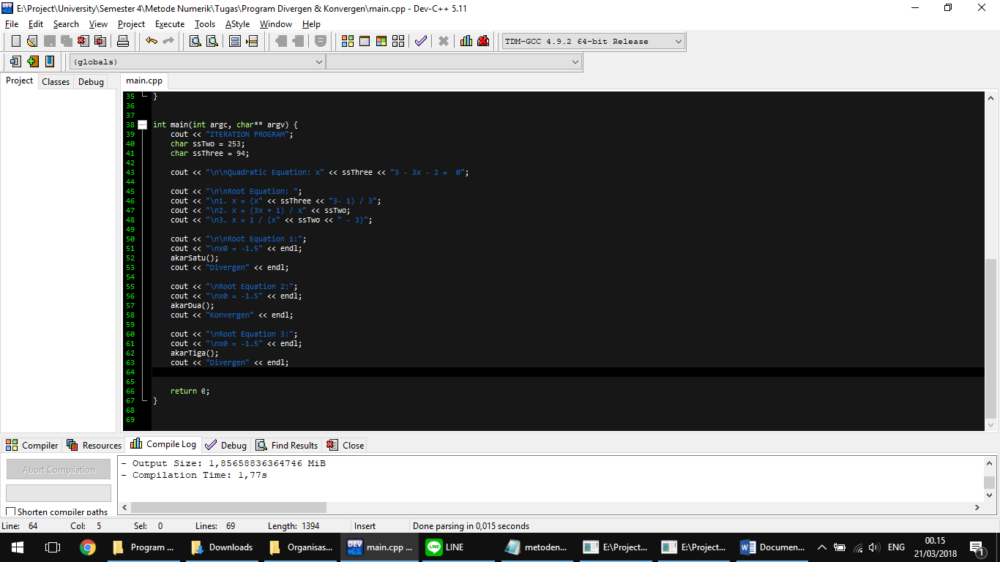 E:\Project\University\Semester 4\Metode Numerik\Tugas\Program Divergen & Konvergen\main.cpp - Dev-C++ 5.11
File Edit Search View Project Execute Tools AStyle Window Help
TDM-GCC 4.9.2 64-bit Release
(globals)
Project Classes Debug main.cpp
35 }
36
37
38 int main(int argc, char** argv) {
39 cout << "ITERATION PROGRAM";
40 char ssTwo = 253;
41 char ssThree = 94;
42
43 cout << "\n\nQuadratic Equation: x" << ssThree << "3 - 3x - 2 =  0";
44
45 cout << "\n\nRoot Equation: ";
46 cout << "\n1. x = (x" << ssThree << "3- 1) / 3";
47 cout << "\n2. x = (3x + 1) / x" << ssTwo;
48 cout << "\n3. x = 1 / (x" << ssTwo << " - 3)";
49
50 cout << "\n\nRoot Equation 1:";
51 cout << "\nx0 = -1.5" << endl;
52 akarSatu();
53 cout << "Divergen" << endl;
54
55 cout << "\nRoot Equation 2:";
56 cout << "\nx0 = -1.5" << endl;
57 akarDua();
58 cout << "Konvergen" << endl;
59
60 cout << "\nRoot Equation 3:";
61 cout << "\nx0 = -1.5" << endl;
62 akarTiga();
63 cout << "Divergen" << endl;
64
65
66 return 0;
67 }
68
69
Compiler Resources Compile Log Debug Find Results Close
Abort Compilation
Shorten compiler paths
- Output Size: 1,85658836364746 MiB
- Compilation Time: 1,77s
Line: 64 Col: 5 Sel: 0 Lines: 69 Length: 1394 Insert Done parsing in 0,015 seconds
Program ... Downloads Organisas... DEV main.cpp ... LINE LINE metoden... E:\Project... E:\Project... Documen... ENG
00.15
21/03/2018
1